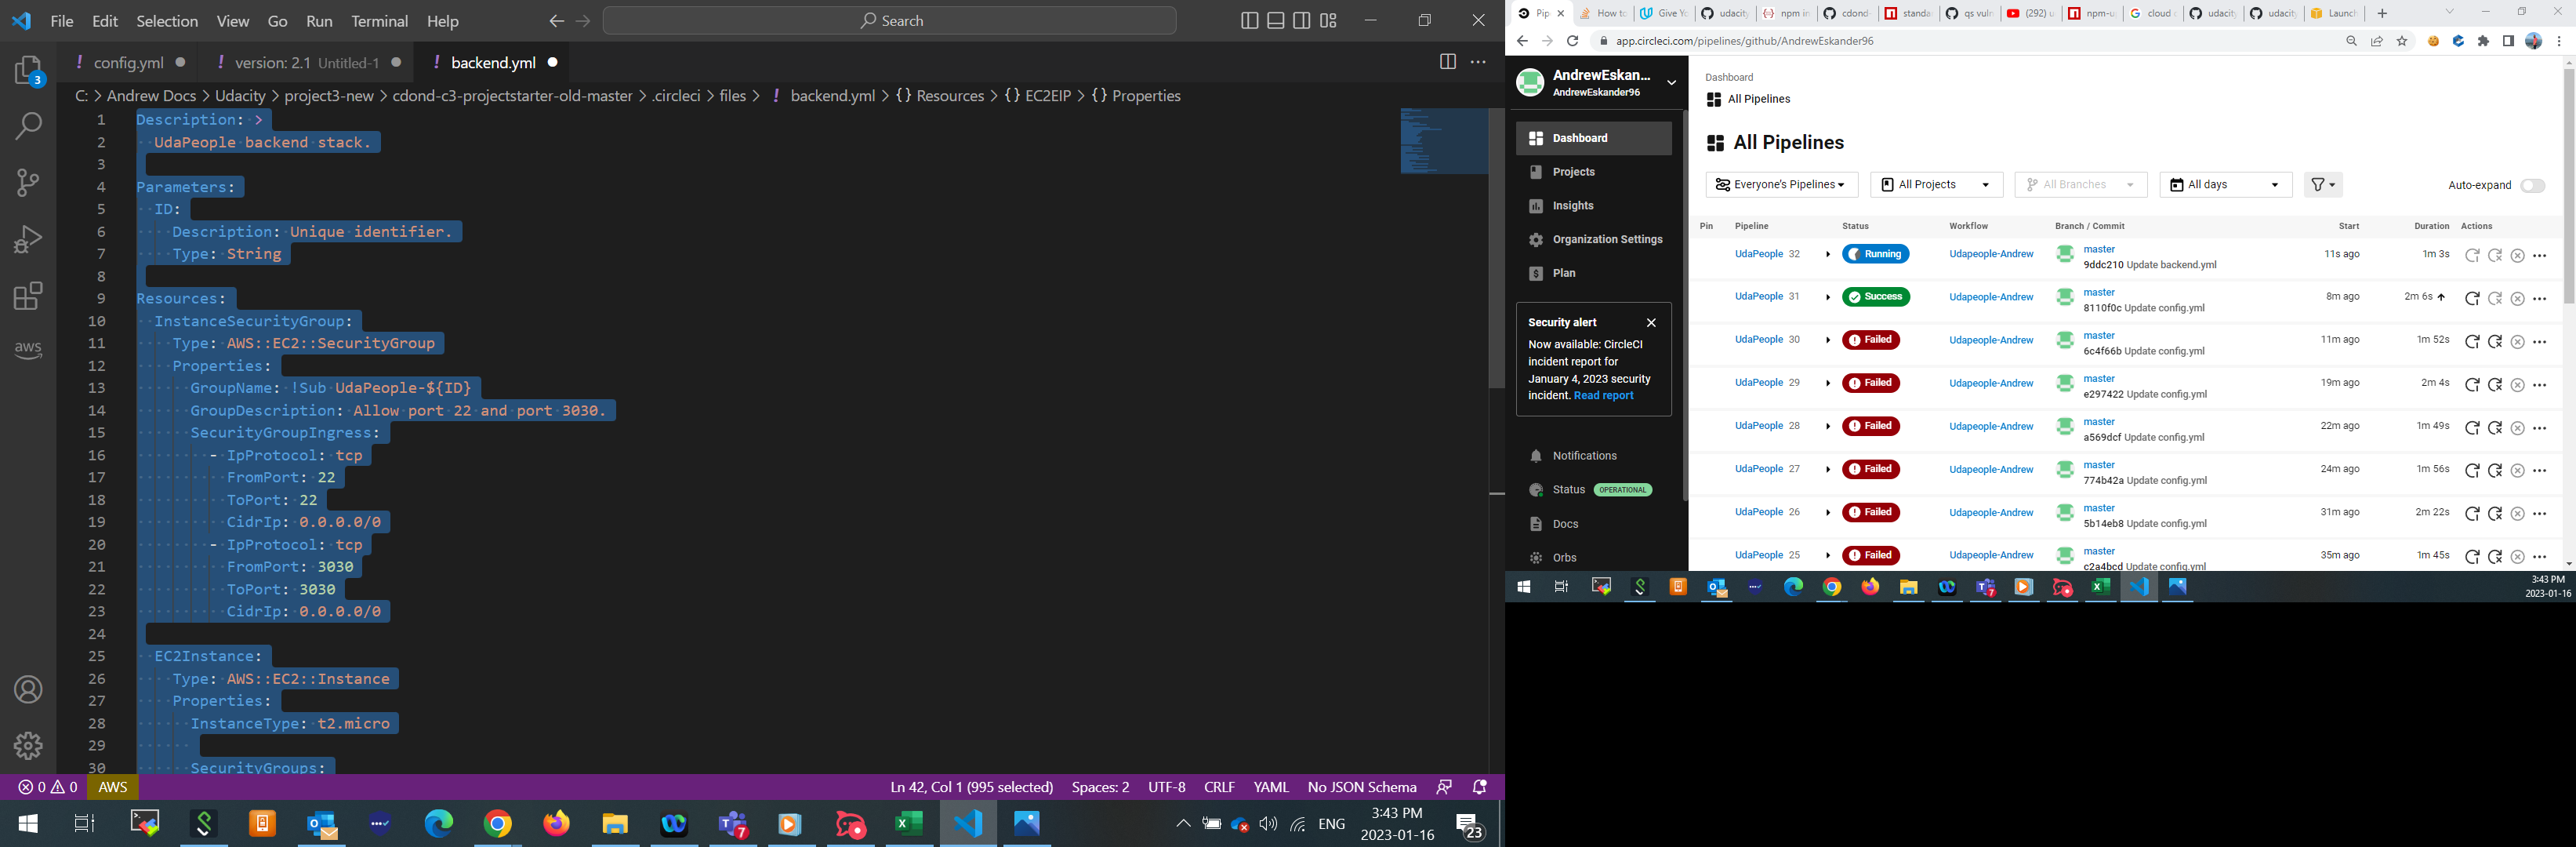 File Edit Selection View Go Run Terminal Help
Search
config.yml
version: 2.1 Untitled-1
backend.yml
C: > Andrew Docs > Udacity > project3-new > cdond-c3-projectstarter-old-master > .circleci > files > ! backend.yml > {} Resources > {} EC2EIP > {} Properties
1 Description: >
2 UdaPeople backend stack.
3
4 Parameters:
5 ID:
6 Description: Unique identifier.
7 Type: String
8
9 Resources:
10 InstanceSecurityGroup:
11 Type: AWS::EC2::SecurityGroup
12 Properties:
13 GroupName: !Sub UdaPeople-${ID}
14 GroupDescription: Allow port 22 and port 3030.
15 SecurityGroupIngress:
16 - IpProtocol: tcp
17 FromPort: 22
18 ToPort: 22
19 CidrIp: 0.0.0.0/0
20 - IpProtocol: tcp
21 FromPort: 3030
22 ToPort: 3030
23 CidrIp: 0.0.0.0/0
24
25 EC2Instance:
26 Type: AWS::EC2::Instance
27 Properties:
28 InstanceType: t2.micro
29
30 SecurityGroups:
3
aws
0 0 AWS
Ln 42, Col 1 (995 selected) Spaces: 2 UTF-8 CRLF YAML No JSON Schema
7
ENG
3:43 PM
2023-01-16
23
Pip How to Give Yo udacity npm in cdond- standa qs vuln (292) u npm-u cloud udacity udacity Launch
app.circleci.com/pipelines/github/AndrewEskander96
AndrewEskan...
AndrewEskander96
Dashboard
Projects
Insights
Organization Settings
Plan
Security alert
Now available: CircleCI
incident report for
January 4, 2023 security
incident. Read report
Notifications
Status OPERATIONAL
Docs
Orbs
Dashboard
All Pipelines
All Pipelines
Everyone's Pipelines All Projects All Branches All days Auto-expand
Pin Pipeline Status Workflow Branch / Commit Start Duration Actions
UdaPeople 32 Running Udapeople-Andrew master 11s ago 1m 3s
9ddc210 Update backend.yml
UdaPeople 31 Success Udapeople-Andrew master 8m ago 2m 6s
8110f0c Update config.yml
UdaPeople 30 Failed Udapeople-Andrew master 11m ago 1m 52s
6c4f66b Update config.yml
UdaPeople 29 Failed Udapeople-Andrew master 19m ago 2m 4s
e297422 Update config.yml
UdaPeople 28 Failed Udapeople-Andrew master 22m ago 1m 49s
a569dcf Update config.yml
UdaPeople 27 Failed Udapeople-Andrew master 24m ago 1m 56s
774b42a Update config.yml
UdaPeople 26 Failed Udapeople-Andrew master 31m ago 2m 22s
5b14eb8 Update config.yml
UdaPeople 25 Failed Udapeople-Andrew master 35m ago 1m 45s
c2a4bcd Update config.yml
7
3:43 PM
2023-01-16